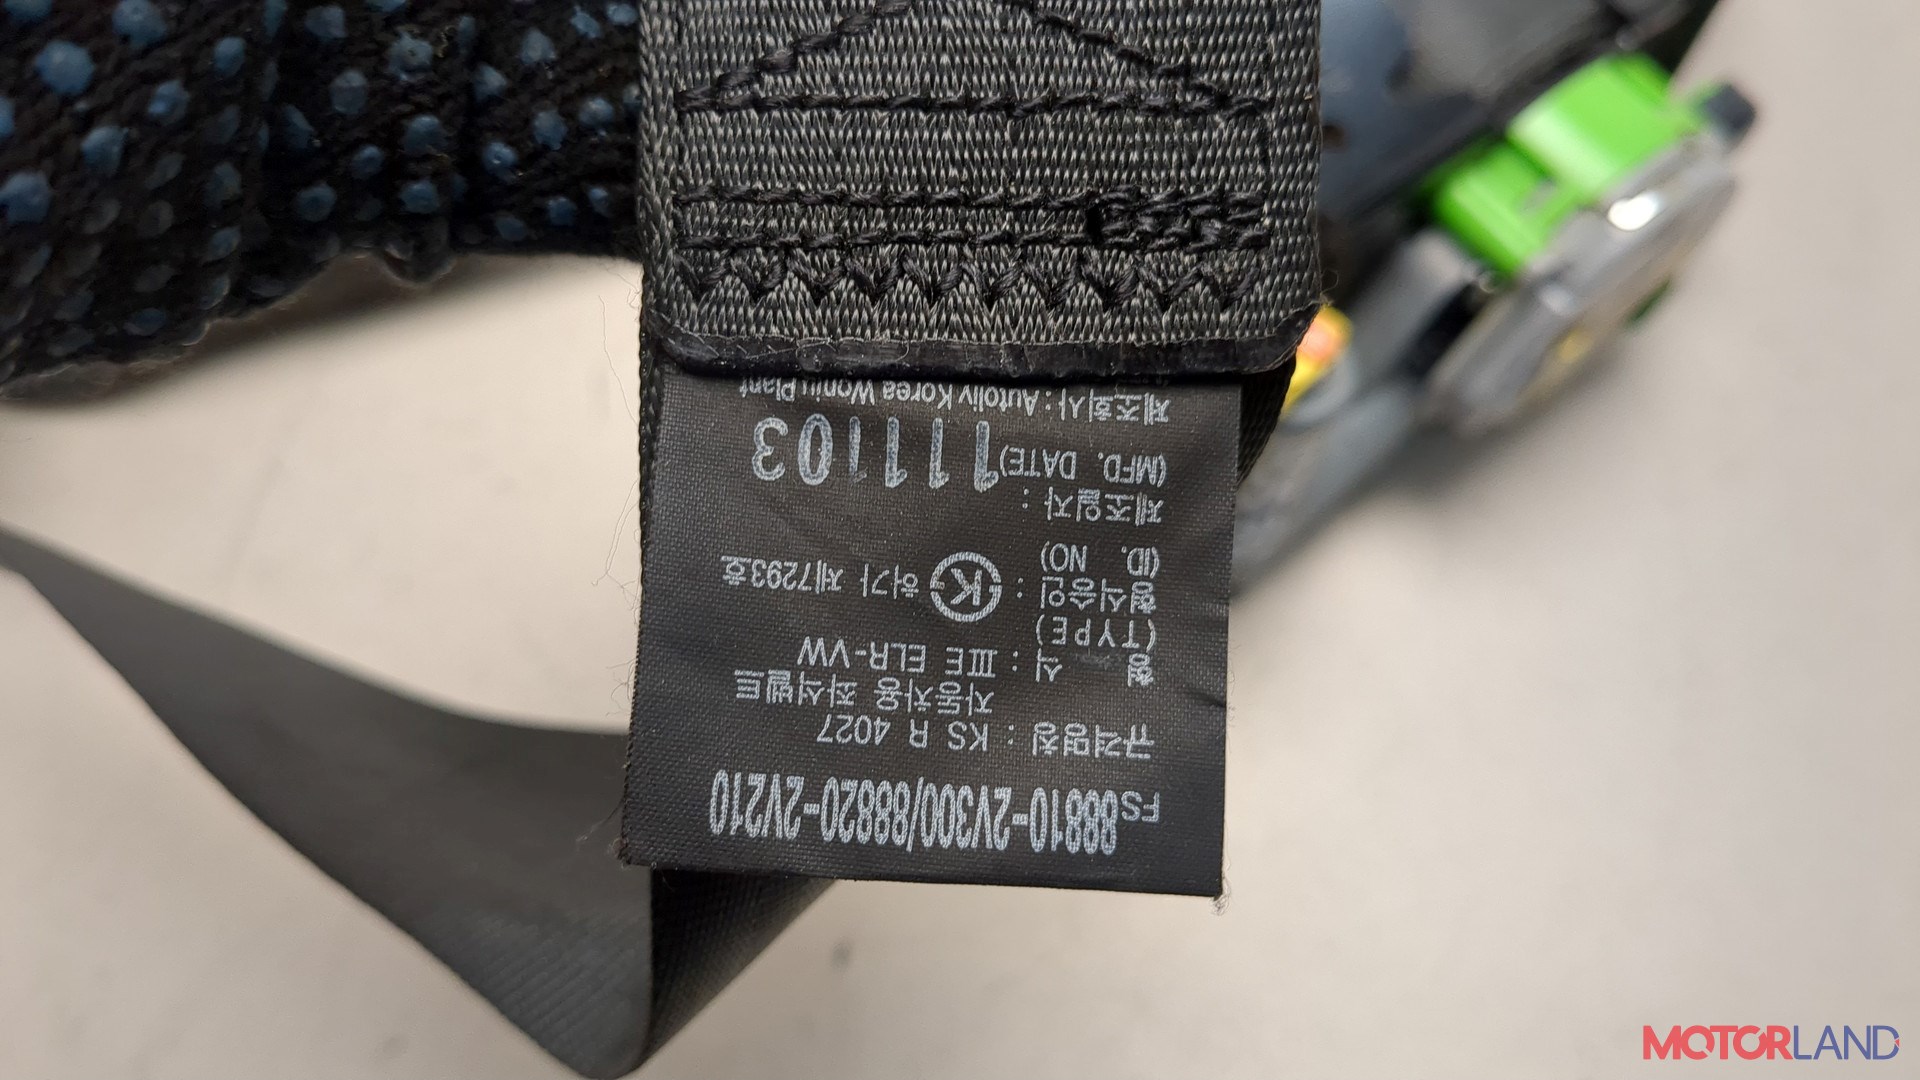 FS88810-2V300/88820-2V210
규격명칭 : KS R 4027
자동차용 좌석벨트
형 식 : ⅢE ELR-VW
(TYPE)
형식승인 : K 허가 제7293호
(ID. NO)
제조일자 :
(MFD. DATE) 111103
제조회사 : Autoliv Korea Wonju Plant
MOTORLAND